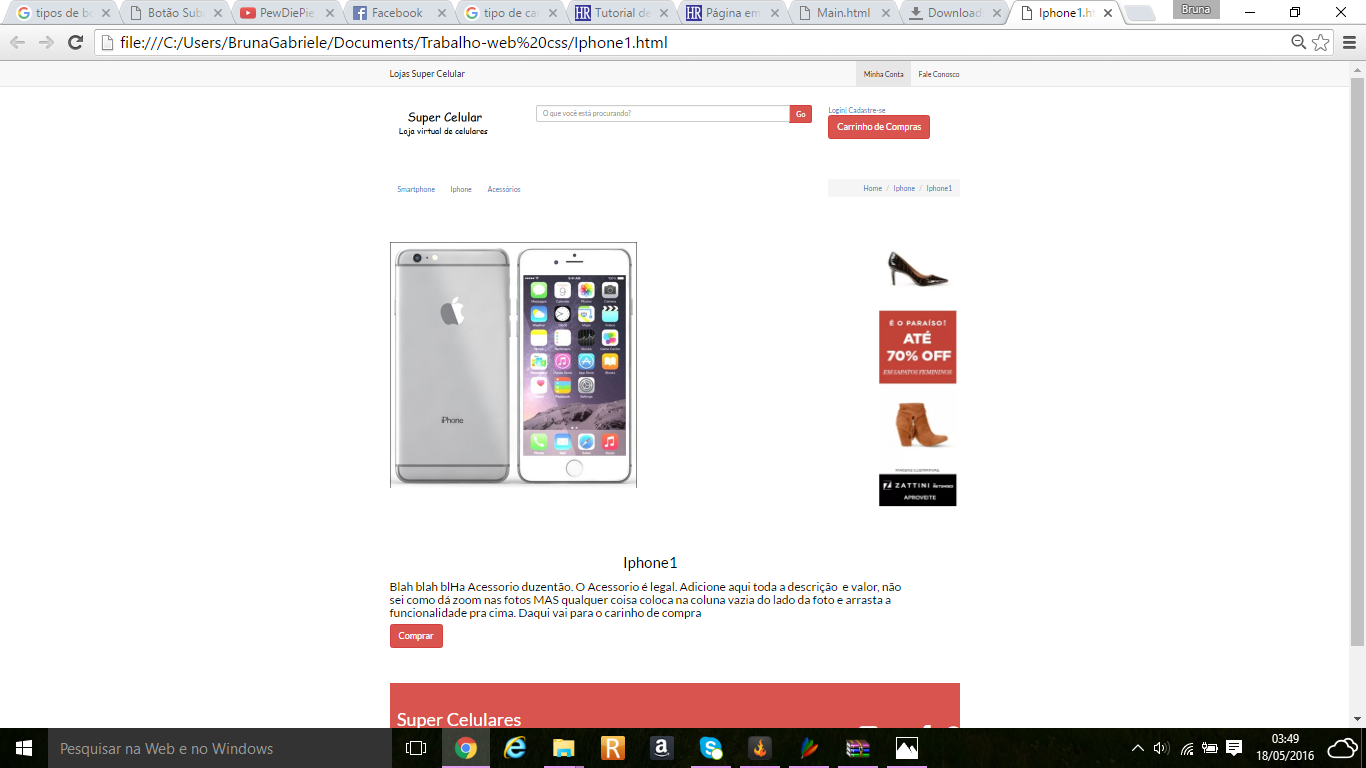 tipos de bo
Botão Sub
PewDiePie
Facebook
tipo de ca
Tutorial de
Página em
Main.html
Download
Iphone1.h
Bruna
file:///C:/Users/BrunaGabriele/Documents/Trabalho-web%20css/Iphone1.html
Lojas Super Celular
Minha Conta
Fale Conosco
Super Celular
Loja virtual de celulares
O que você está procurando?
Go
Login| Cadastre-se
Carrinho de Compras
Smartphone
Iphone
Acessórios
Home / Iphone / Iphone1
iPhone
É O PARAÍSO!
ATÉ
70% OFF
EM SAPATOS FEMININOS
IMAGENS ILUSTRATIVAS
ZATTINI
APROVEITE
Iphone1
Blah blah blHa Acessorio duzentão. O Acessorio é legal. Adicione aqui toda a descrição e valor, não
sei como dá zoom nas fotos MAS qualquer coisa coloca na coluna vazia do lado da foto e arrasta a
funcionalidade pra cima. Daqui vai para o carinho de compra
Comprar
Super Celulares
Pesquisar na Web e no Windows
03:49
18/05/2016